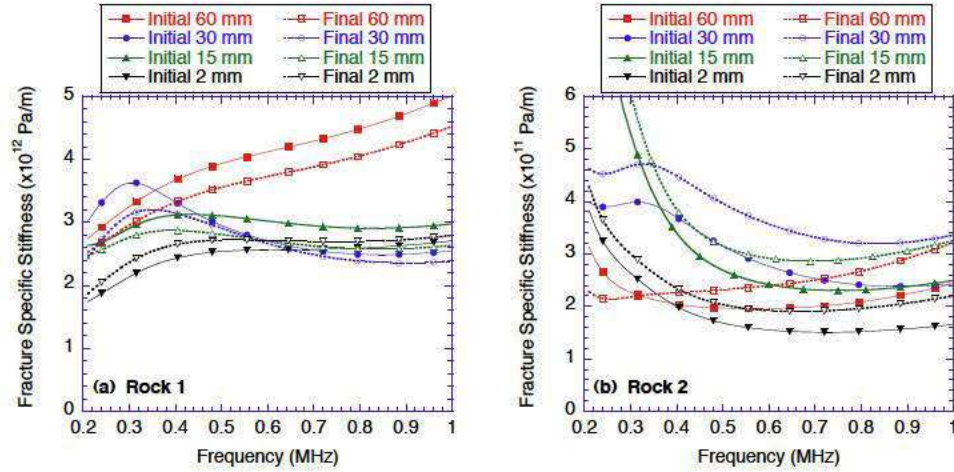 Initial 60 mm Final 60 mm
Initial 30 mm Final 30 mm
Initial 15 mm Final 15 mm
Initial 2 mm Final 2 mm
Fracture Specific Stiffness (x10^12 Pa/m)
5
4
3
2
1
0
(a) Rock 1
0.2 0.3 0.4 0.5 0.6 0.7 0.8 0.9 1
Frequency (MHz)
Initial 60 mm Final 60 mm
Initial 30 mm Final 30 mm
Initial 15 mm Final 15 mm
Initial 2 mm Final 2 mm
Fracture Specific Stiffness (x10^11 Pa/m)
6
5
4
3
2
1
0
(b) Rock 2
0.2 0.3 0.4 0.5 0.6 0.7 0.8 0.9 1
Frequency (MHz)